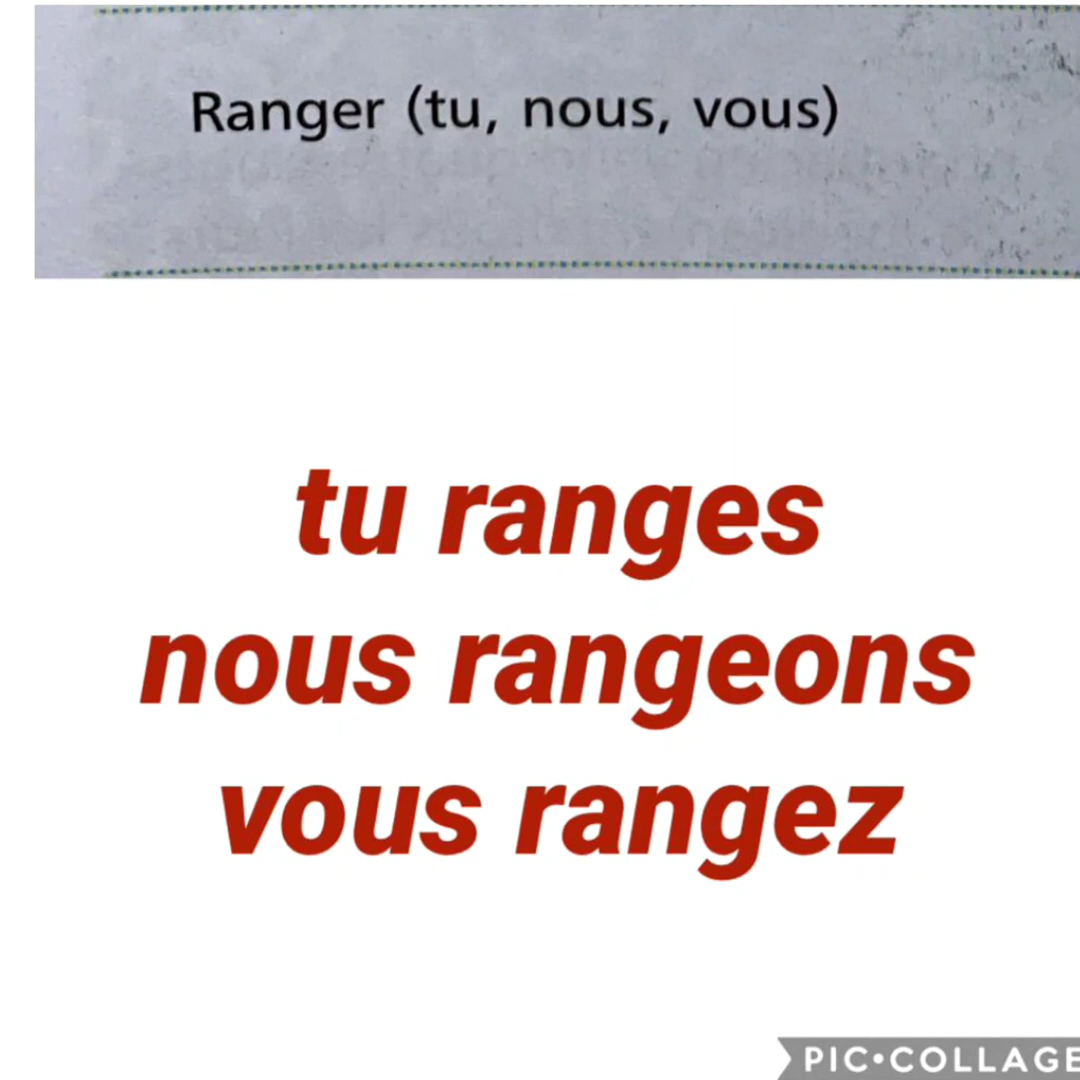 Ranger (tu, nous, vous)
tu ranges
nous rangeons
vous rangez
PIC•COLLAGE